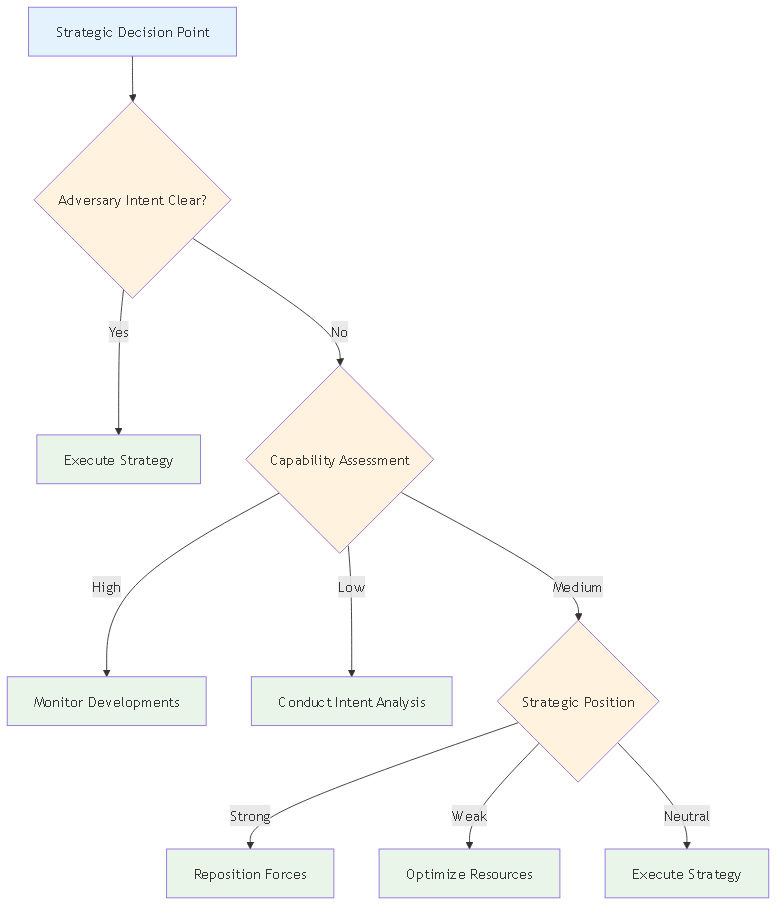 Strategic Decision Point
Adversary Intent Clear?
Yes
No
Execute Strategy
Capability Assessment
High
Low
Medium
Monitor Developments
Conduct Intent Analysis
Strategic Position
Strong
Weak
Neutral
Reposition Forces
Optimize Resources
Execute Strategy